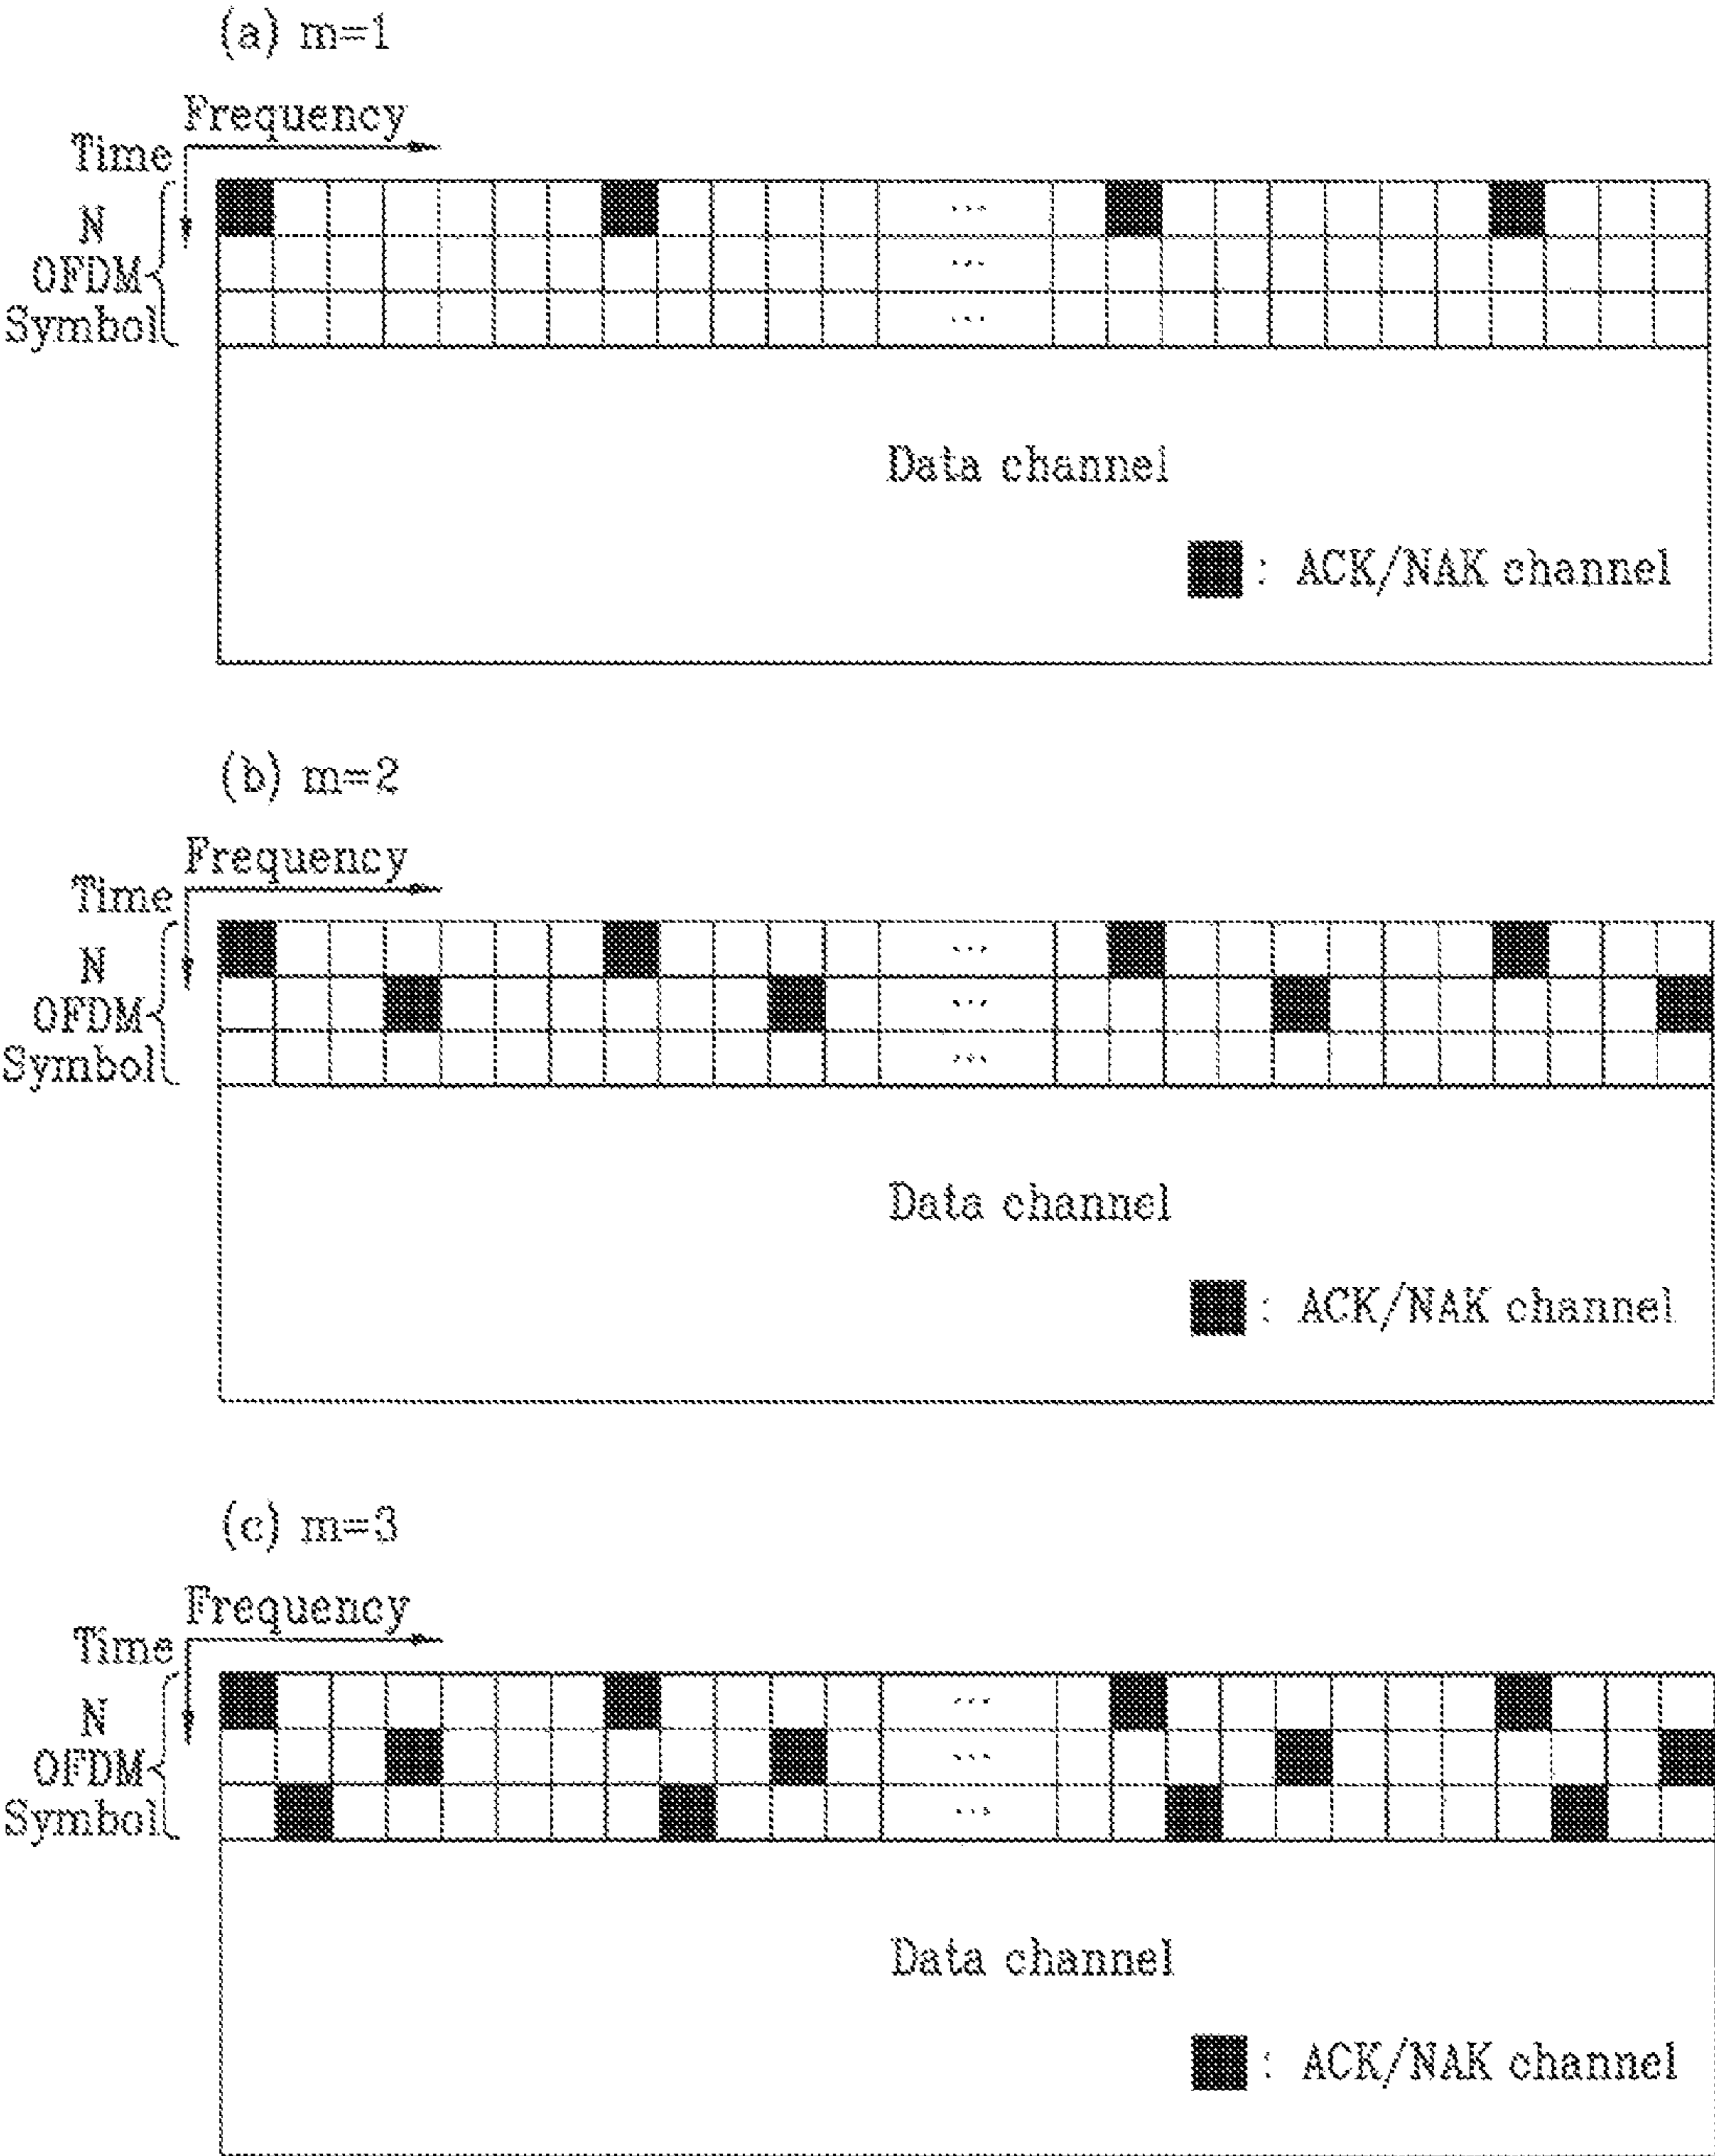 (a) m=1
Frequency
Time
N
OFDM
Symbol
...
...
...
Data channel
: ACK/NAK channel
(b) m=2
Frequency
Time
N
OFDM
Symbol
...
...
...
Data channel
: ACK/NAK channel
(c) m=3
Frequency
Time
N
OFDM
Symbol
...
...
...
Data channel
: ACK/NAK channel